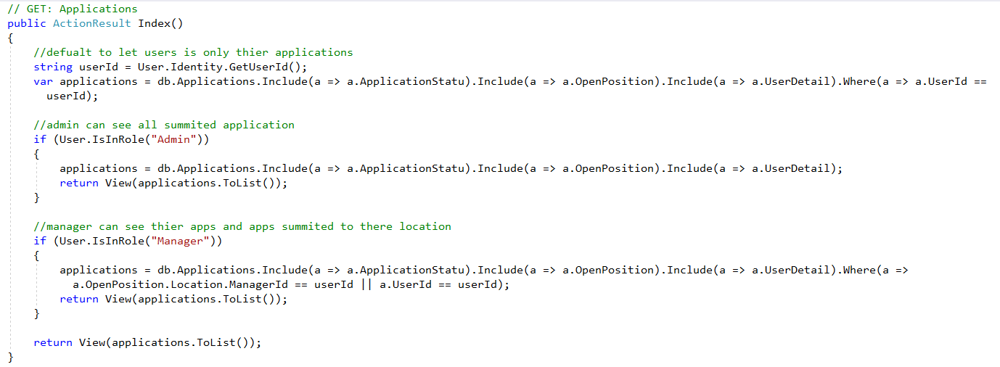 // GET: Applications
public ActionResult Index()
{
//defualt to let users is only thier applications
string userId = User.Identity.GetUserId();
var applications = db.Applications.Include(a => a.ApplicationStatu).Include(a => a.OpenPosition).Include(a => a.UserDetail).Where(a => a.UserId ==
userId);
//admin can see all summited application
if (User.IsInRole("Admin"))
{
applications = db.Applications.Include(a => a.ApplicationStatu).Include(a => a.OpenPosition).Include(a => a.UserDetail);
return View(applications.ToList());
}
//manager can see thier apps and apps summited to there location
if (User.IsInRole("Manager"))
{
applications = db.Applications.Include(a => a.ApplicationStatu).Include(a => a.OpenPosition).Include(a => a.UserDetail).Where(a =>
a.OpenPosition.Location.ManagerId == userId || a.UserId == userId);
return View(applications.ToList());
}
return View(applications.ToList());
}